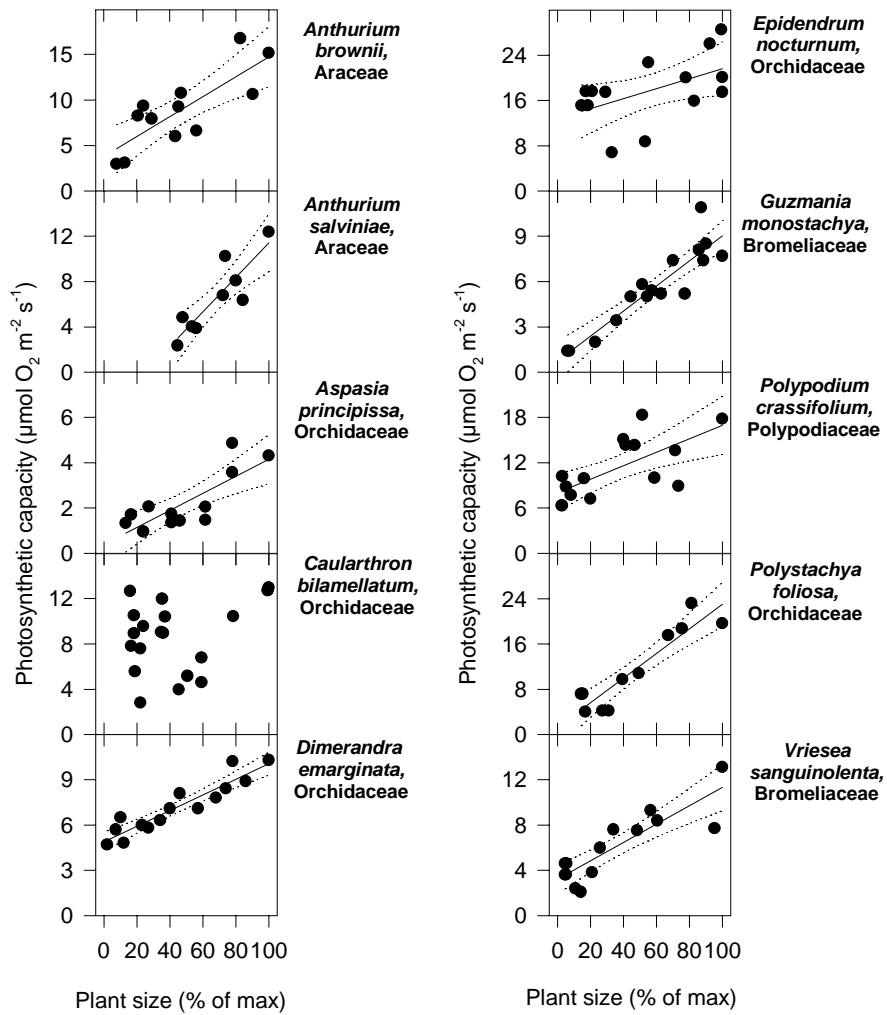 Photosynthetic capacity (µmol O2 m-2 s-1)
15
10
5
0
Anthurium
brownii,
Araceae
12
8
4
0
Anthurium
salviniae,
Araceae
6
4
2
0
Aspasia
principissa,
Orchidaceae
12
8
4
0
Caularthron
bilamellatum,
Orchidaceae
9
6
3
0
Dimerandra
emarginata,
Orchidaceae
0 20 40 60 80 100
Plant size (% of max)
Photosynthetic capacity (µmol O2 m-2 s-1)
24
16
8
0
Epidendrum
nocturnum,
Orchidaceae
9
6
3
0
Guzmania
monostachya,
Bromeliaceae
18
12
6
0
Polypodium
crassifolium,
Polypodiaceae
24
16
8
0
Polystachya
foliosa,
Orchidaceae
12
8
4
0
Vriesea
sanguinolenta,
Bromeliaceae
0 20 40 60 80 100
Plant size (% of max)